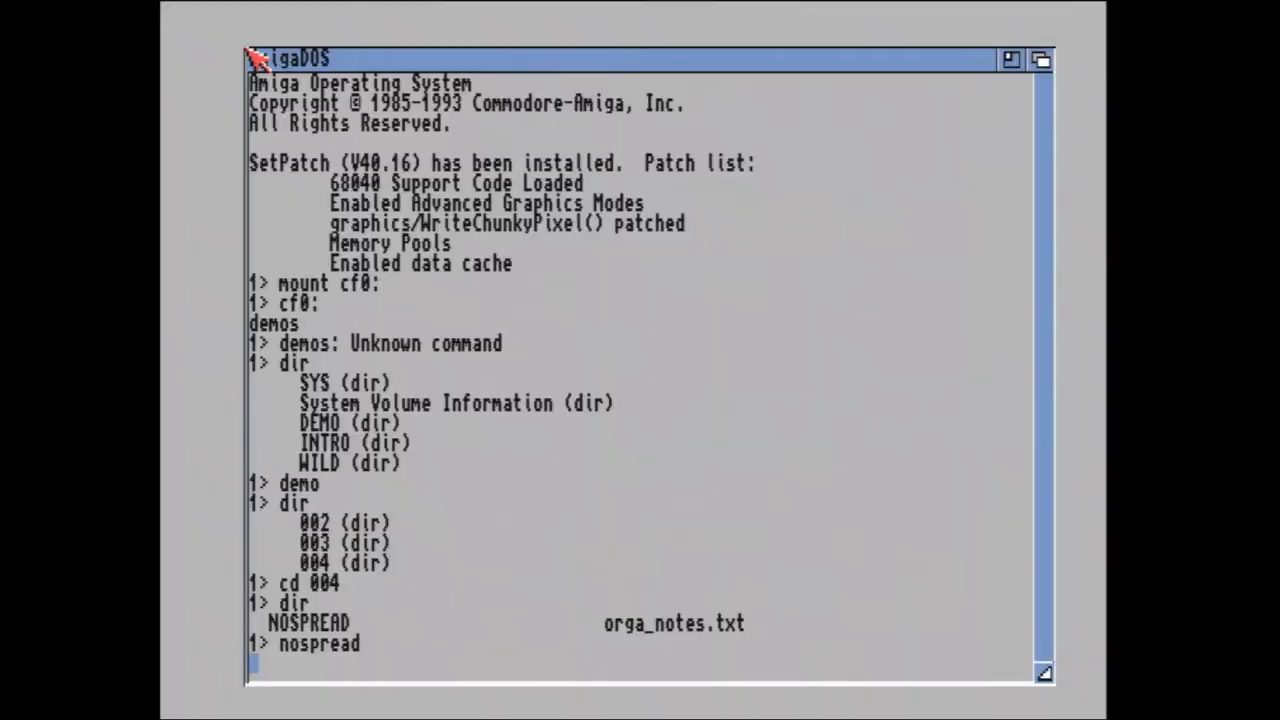 AmigaDOS
Amiga Operating System
Copyright © 1985-1993 Commodore-Amiga, Inc.
All Rights Reserved.
SetPatch (V40.16) has been installed.  Patch list:
68040 Support Code Loaded
Enabled Advanced Graphics Modes
graphics/WriteChunkyPixel() patched
Memory Pools
Enabled data cache
1> mount cf0:
1> cf0:
demos
1> demos: Unknown command
1> dir
SYS (dir)
System Volume Information (dir)
DEMO (dir)
INTRO (dir)
WILD (dir)
1> demo
1> dir
002 (dir)
003 (dir)
004 (dir)
1> cd 004
1> dir
NOSPREAD orga_notes.txt
1> nospread